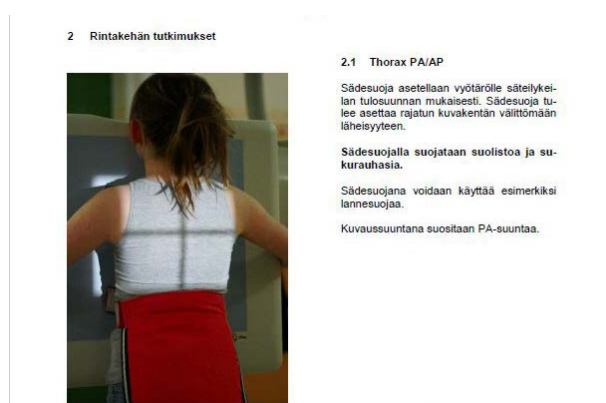 2 Rintakehän tutkimukset
2.1 Thorax PA/AP
Sädesuoja asetellaan vyötärölle säteilykei-
lan tulosuunnan mukaisesti. Sädesuoja tu-
lee asettaa rajatun kuvakentän välittömään
läheisyyteen.
Sädesuojalla suojataan suolistoa ja su-
kurauhasia.
Sädesuojana voidaan käyttää esimerkiksi
lannesuojaa.
Kuvaussuuntana suositaan PA-suuntaa.